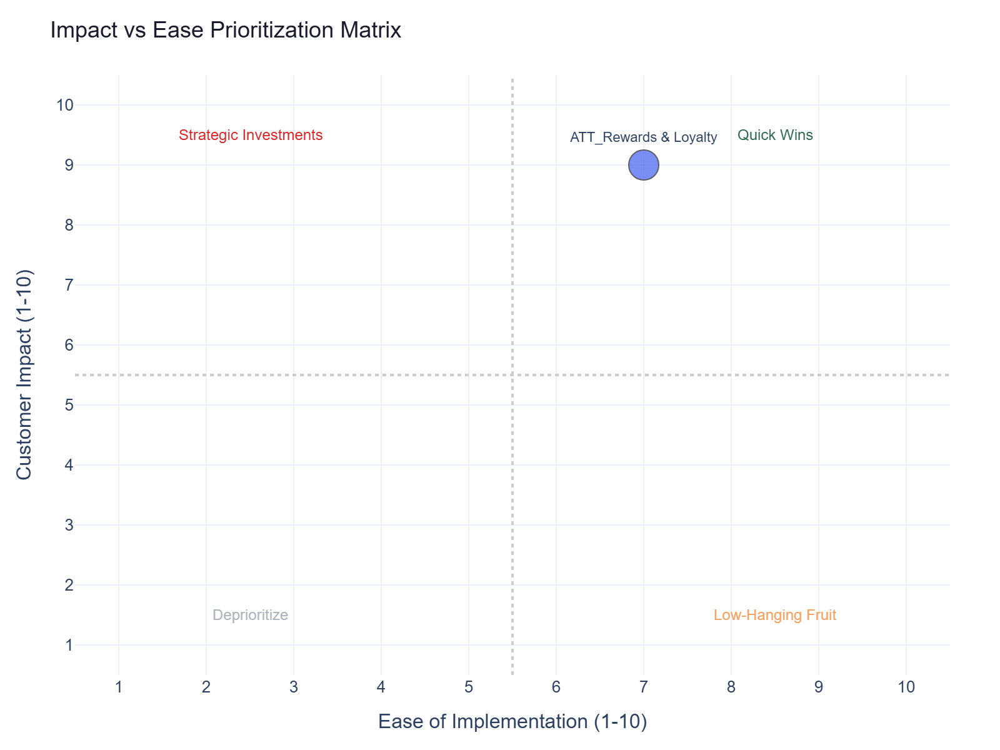 Impact vs Ease Prioritization Matrix
10
Strategic Investments
ATT_Rewards & Loyalty
Quick Wins
9
8
7
6
5
4
3
2
Deprioritize
Low-Hanging Fruit
1
Customer Impact (1-10)
1 2 3 4 5 6 7 8 9 10
Ease of Implementation (1-10)